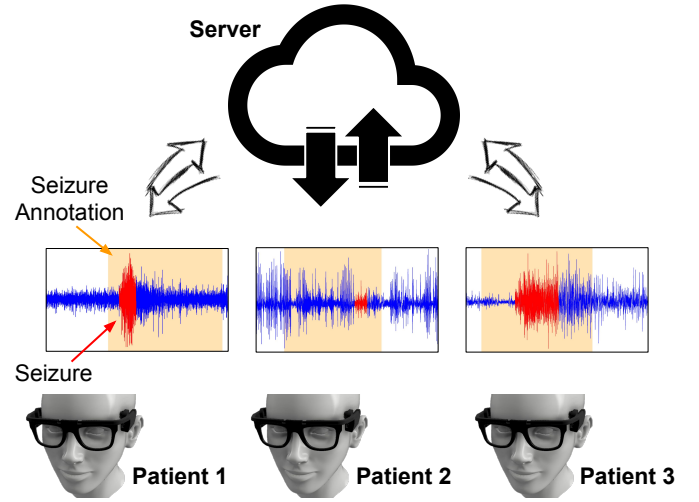 Server
Seizure
Annotation
Seizure
Patient 1
Patient 2
Patient 3